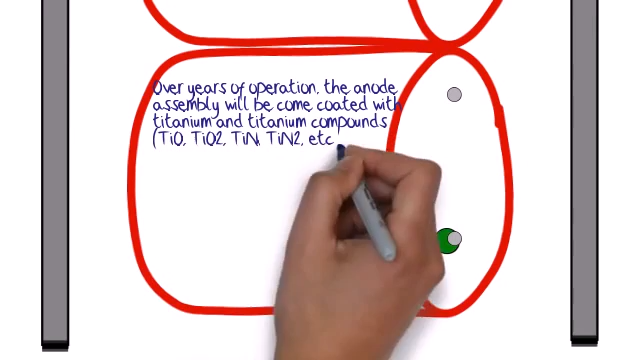 Over years of operation, the anode
assembly will be come coated with
titanium and titanium compounds
(TiO, TiO2, TiN, TiN2, etc